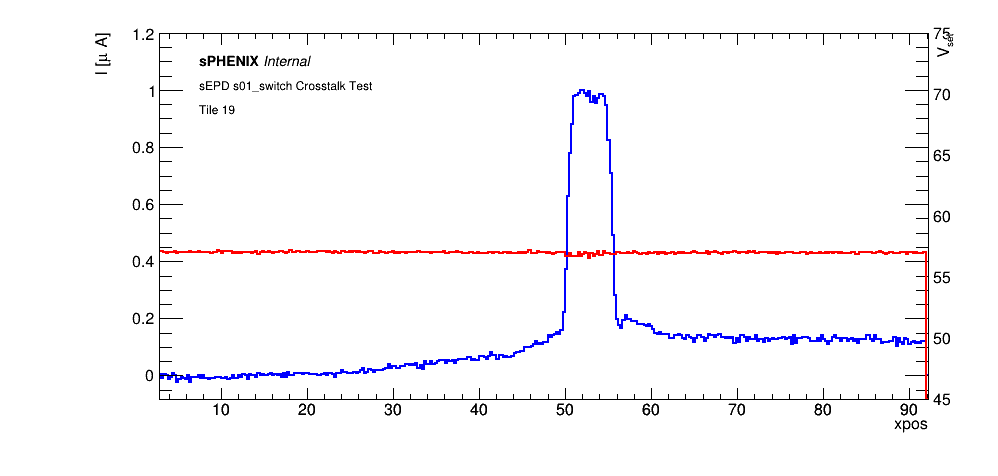 I [μ A]
1.2
1
0.8
0.6
0.4
0.2
0
sPHENIX Internal
sEPD s01_switch Crosstalk Test
Tile 19
75
Vset
70
65
60
55
50
45
10 20 30 40 50 60 70 80 90
xpos